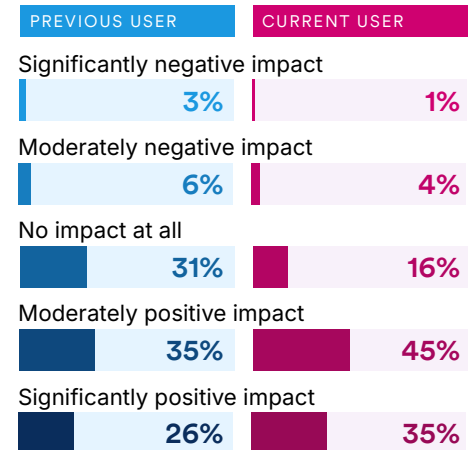 PREVIOUS USER CURRENT USER
Significantly negative impact
3% 1%
Moderately negative impact
6% 4%
No impact at all
31% 16%
Moderately positive impact
35% 45%
Significantly positive impact
26% 35%